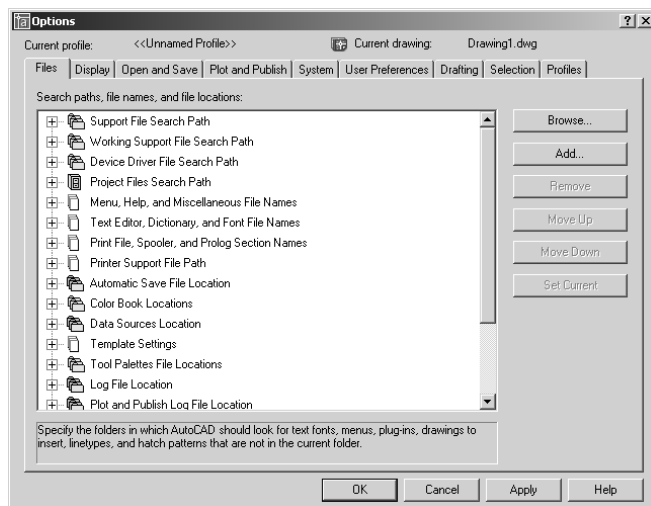 Options
Current profile: <<Unnamed Profile>> Current drawing: Drawing1.dwg
Files Display Open and Save Plot and Publish System User Preferences Drafting Selection Profiles
Search paths, file names, and file locations:
Support File Search Path
Working Support File Search Path
Device Driver File Search Path
Project Files Search Path
Menu, Help, and Miscellaneous File Names
Text Editor, Dictionary, and Font File Names
Print File, Spooler, and Prolog Section Names
Printer Support File Path
Automatic Save File Location
Color Book Locations
Data Sources Location
Template Settings
Tool Palettes File Locations
Log File Location
Plot and Publish Log File Location
Browse...
Add...
Remove
Move Up
Move Down
Set Current
Specify the folders in which AutoCAD should look for text fonts, menus, plug-ins, drawings to
insert, linetypes, and hatch patterns that are not in the current folder.
OK Cancel Apply Help